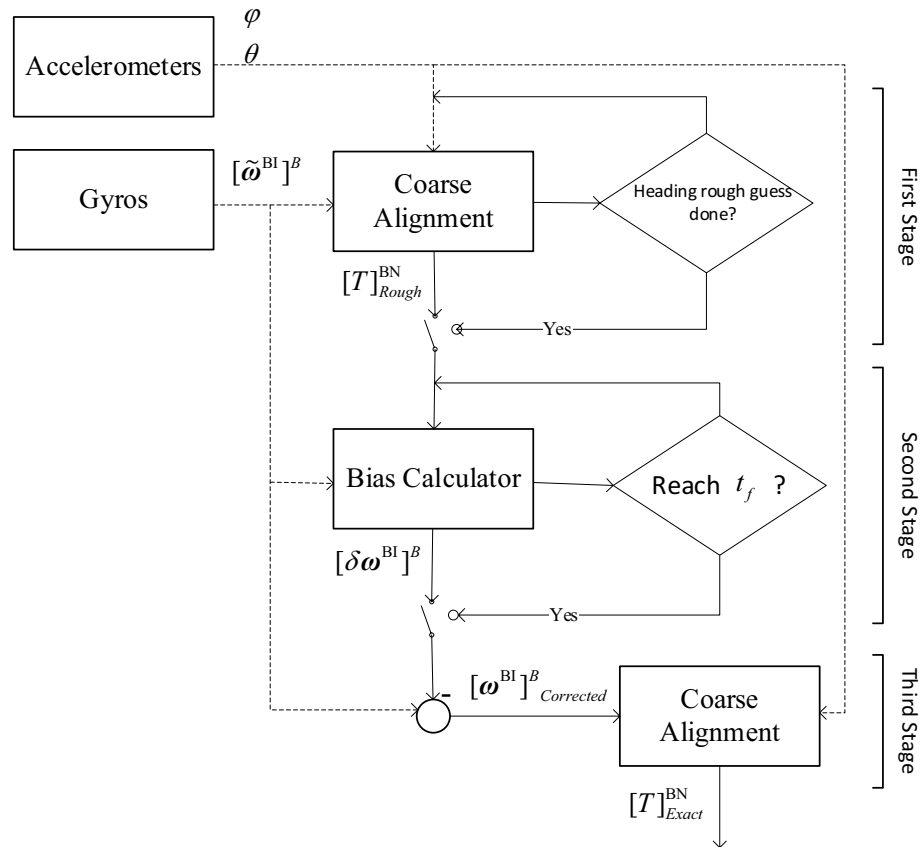 φ
θ
Accelerometers
[ω̃^BI]^B
Gyros
Coarse
Alignment
Heading rough guess
done?
First Stage
[T]^BN_Rough
Yes
Bias Calculator
Reach t_f ?
Second Stage
[δω^BI]^B
Yes
-
[ω^BI]^B_Corrected
Coarse
Alignment
Third Stage
[T]^BN_Exact